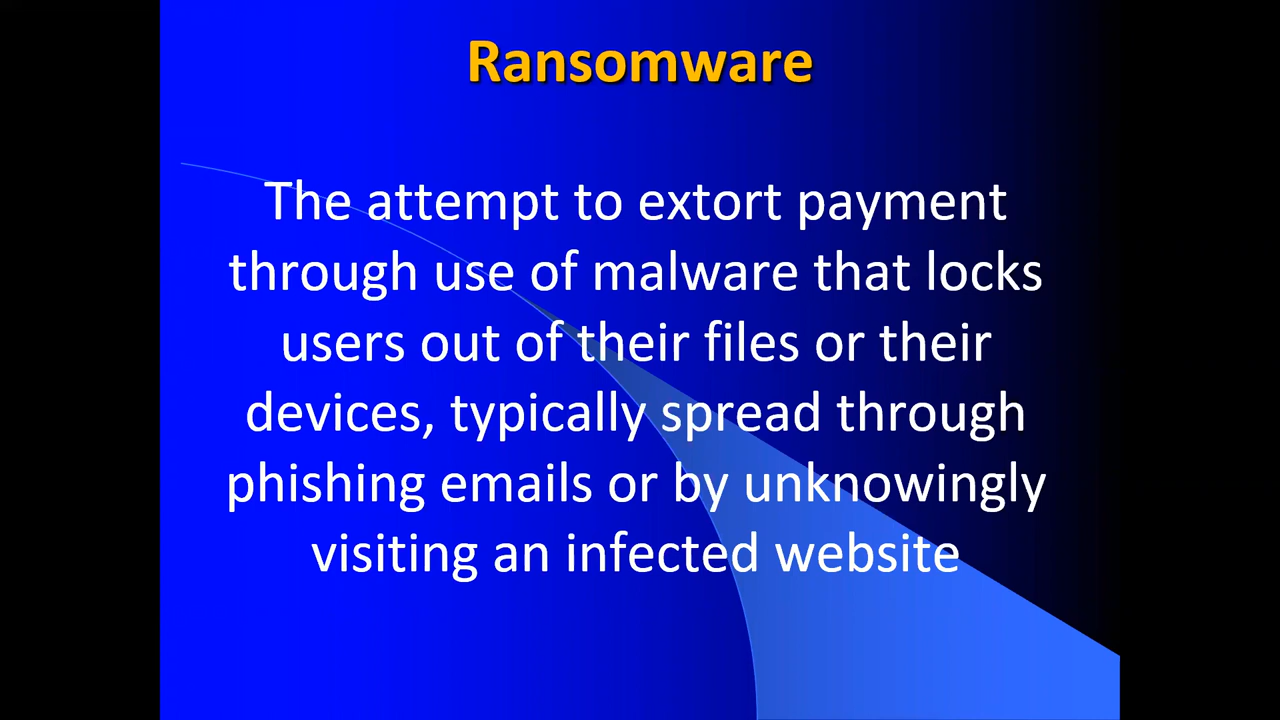 Ransomware
The attempt to extort payment
through use of malware that locks
users out of their files or their
devices, typically spread through
phishing emails or by unknowingly
visiting an infected website